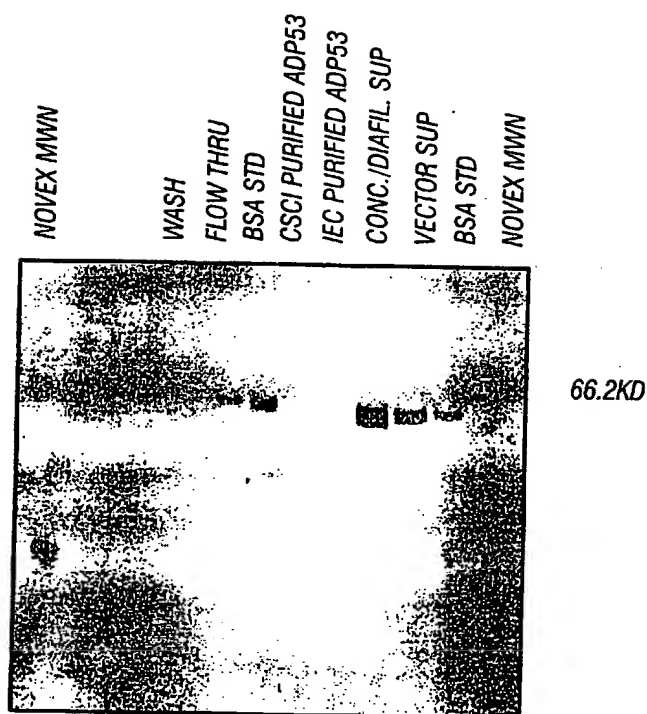 NOVEX MWN
WASH
FLOW THRU
BSA STD
CSCI PURIFIED ADP53
IEC PURIFIED ADP53
CONC./DIAFIL. SUP
VECTOR SUP
BSA STD
NOVEX MWN
66.2KD